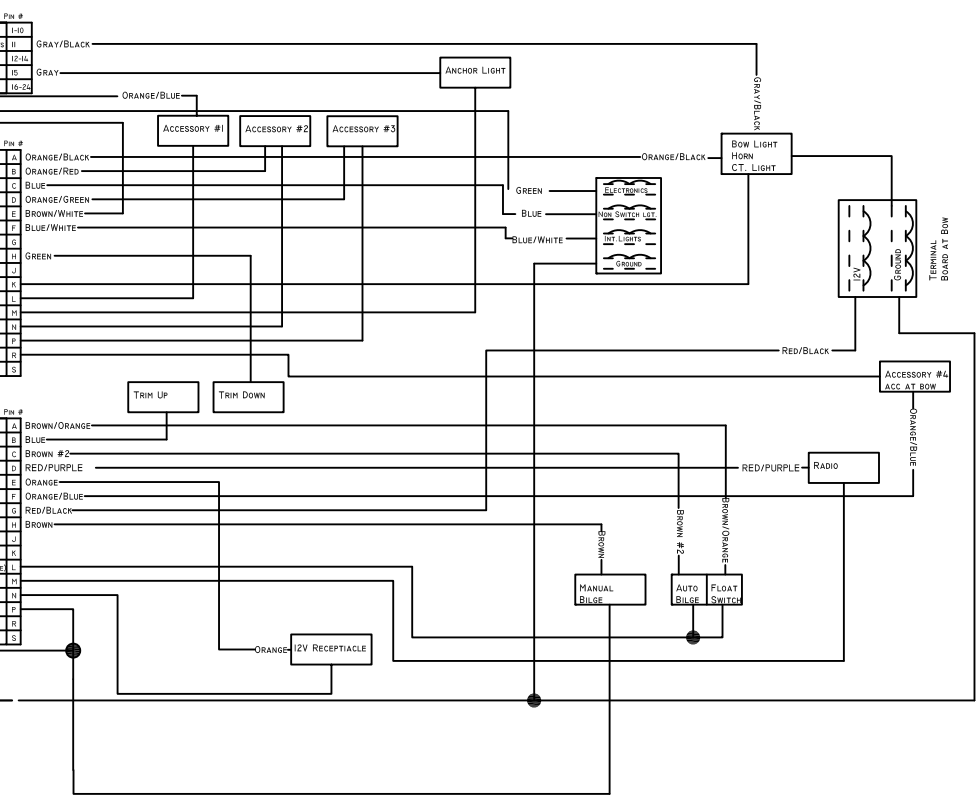 Pin #
1-10
S 11 Gray/Black
12-14
15 Gray
16-24
Anchor Light
Gray/Black
Orange/Blue
Accessory #1
Accessory #2
Accessory #3
Bow Light
Horn
CT. Light
Pin #
A Orange/Black
Orange/Black
B Orange/Red
C Blue
D Orange/Green
E Brown/White
F Blue/White
G
H Green
J
K
L
M
N
P
R
S
Green
Blue
Blue/White
Electronics
Non Switch Lgt.
Int.Lights
Ground
12V
Ground
Terminal
Board at Bow
Red/Black
Accessory #4
acc at bow
Orange/Blue
Trim Up
Trim Down
Pin #
A Brown/Orange
B Blue
C Brown #2
D RED/PURPLE
RED/PURPLE
Radio
E Orange
F Orange/Blue
G Red/Black
H Brown
J
K
E) L
M
N
P
R
S
Brown
Brown #2
Brown/Orange
Manual
Bilge
Auto
Bilge
Float
Switch
Orange
12V Receptiacle